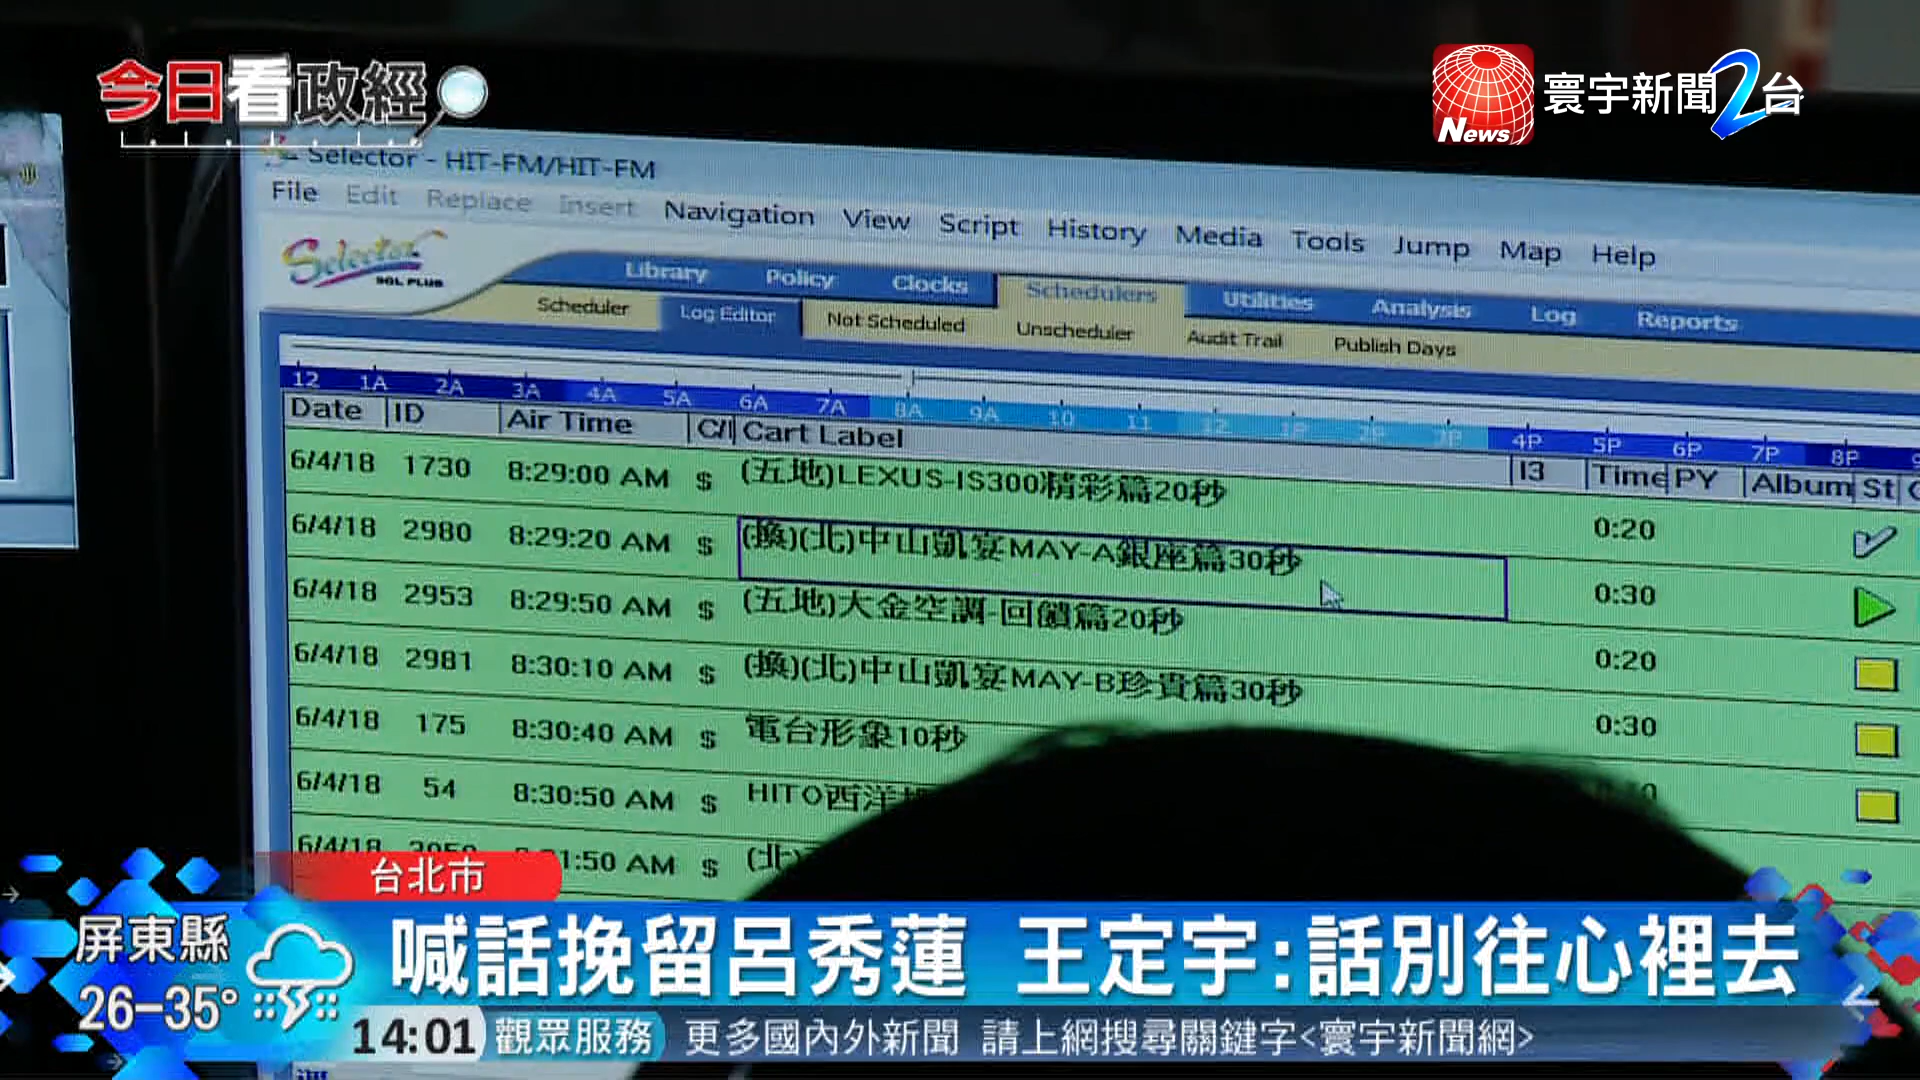 今日看政經
News 寰宇新聞2台
Selector - HIT-FM/HIT-FM
File Edit Replace Insert Navigation View Script History Media Tools Jump Map Help
Selector SQL PLUS
Library Policy Clocks Schedulers Utilities Analysis Log Reports
Scheduler Log Editor Not Scheduled Unscheduler Audit Trail Publish Days
12 1A 2A 3A 4A 5A 6A 7A 8A 9A 10 11 12 1P 2P 3P 4P 5P 6P 7P 8P
Date ID Air Time C/I Cart Label I3 Time PY Album St
6/4/18 1730 8:29:00 AM $ (五地)LEXUS-IS300精彩篇20秒 0:20
6/4/18 2980 8:29:20 AM $ (換)(北)中山凱宴MAY-A銀座篇30秒 0:30
6/4/18 2953 8:29:50 AM $ (五地)大金空調-回饋篇20秒 0:20
6/4/18 2981 8:30:10 AM $ (換)(北)中山凱宴MAY-B珍貴篇30秒 0:30
6/4/18 175 8:30:40 AM $ 電台形象10秒
6/4/18 54 8:30:50 AM $ HITO西洋
6/4/18 1:50 AM $ (北)
台北市
屏東縣
26-35°
喊話挽留呂秀蓮 王定宇:話別往心裡去
14:01 觀眾服務 更多國內外新聞 請上網搜尋關鍵字<寰宇新聞網>